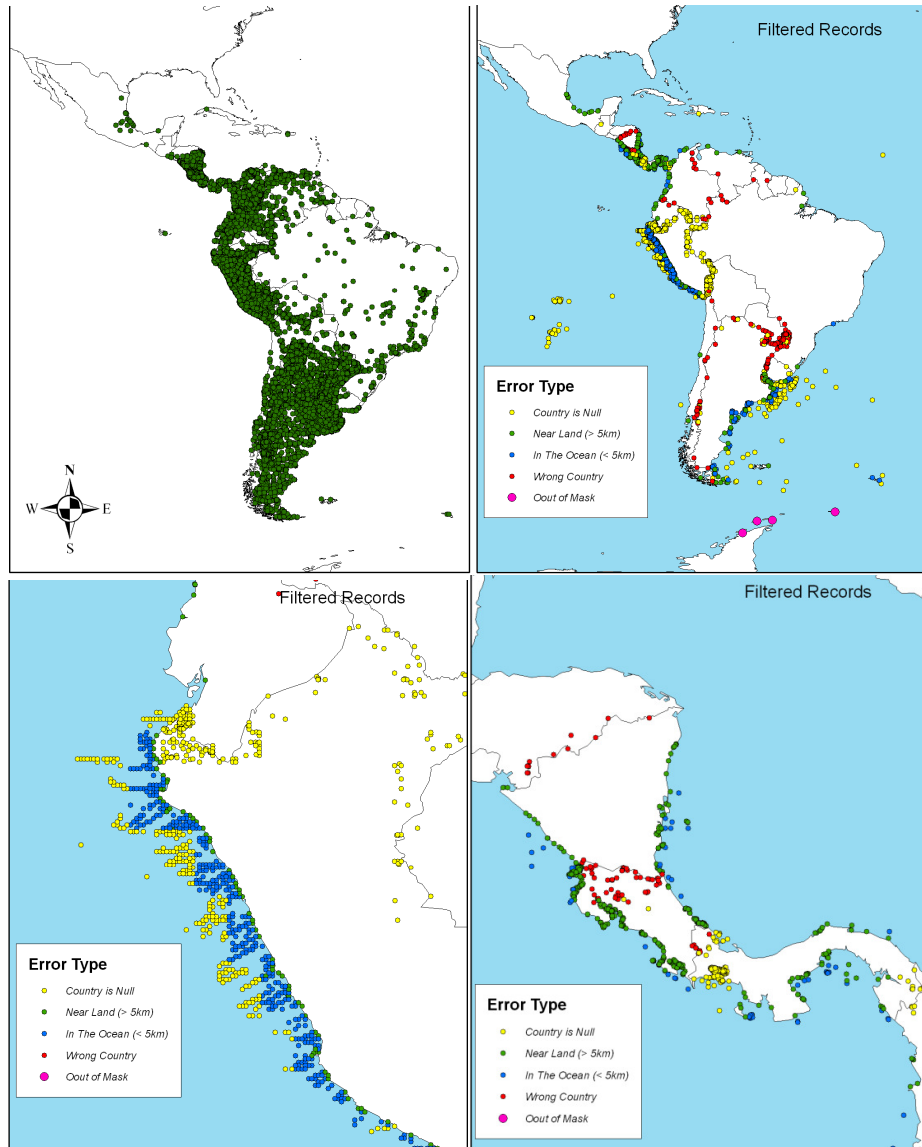 Filtered Records
N
W E
S
Error Type
Country is Null
Near Land (> 5km)
In The Ocean (< 5km)
Wrong Country
Oout of Mask
Filtered Records
Error Type
Country is Null
Near Land (> 5km)
In The Ocean (< 5km)
Wrong Country
Oout of Mask
Filtered Records
Error Type
Country is Null
Near Land (> 5km)
In The Ocean (< 5km)
Wrong Country
Oout of Mask